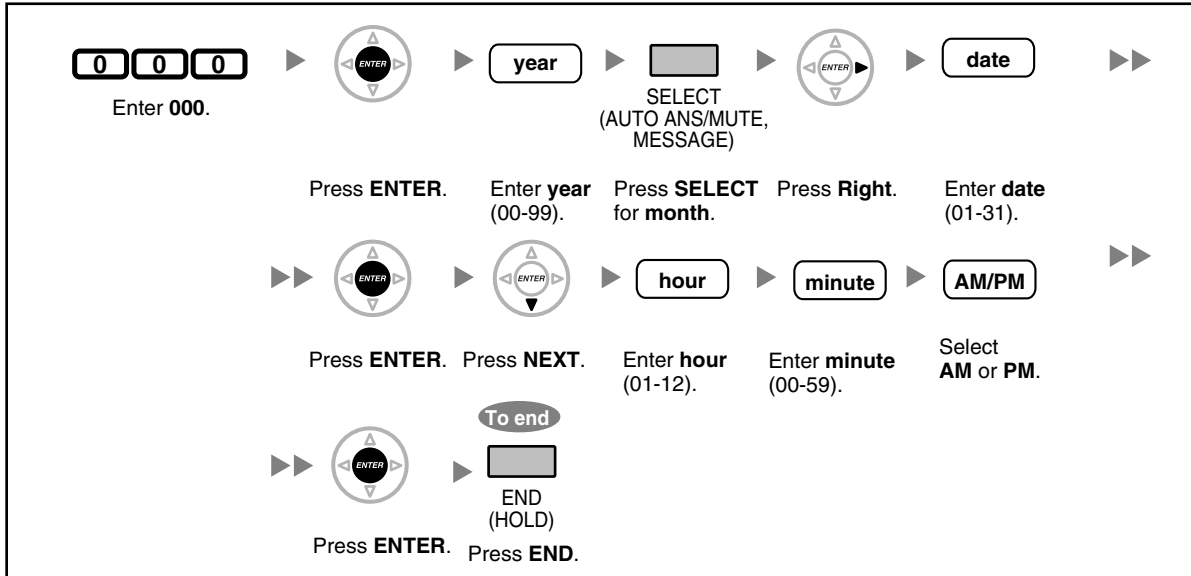 0 0 0
Enter 000.
ENTER
Press ENTER.
year
Enter year
(00-99).
SELECT
(AUTO ANS/MUTE,
MESSAGE)
Press SELECT
for month.
ENTER
Press Right.
date
Enter date
(01-31).
ENTER
Press ENTER.
ENTER
Press NEXT.
hour
Enter hour
(01-12).
minute
Enter minute
(00-59).
AM/PM
Select
AM or PM.
ENTER
Press ENTER.
To end
END
(HOLD)
Press END.